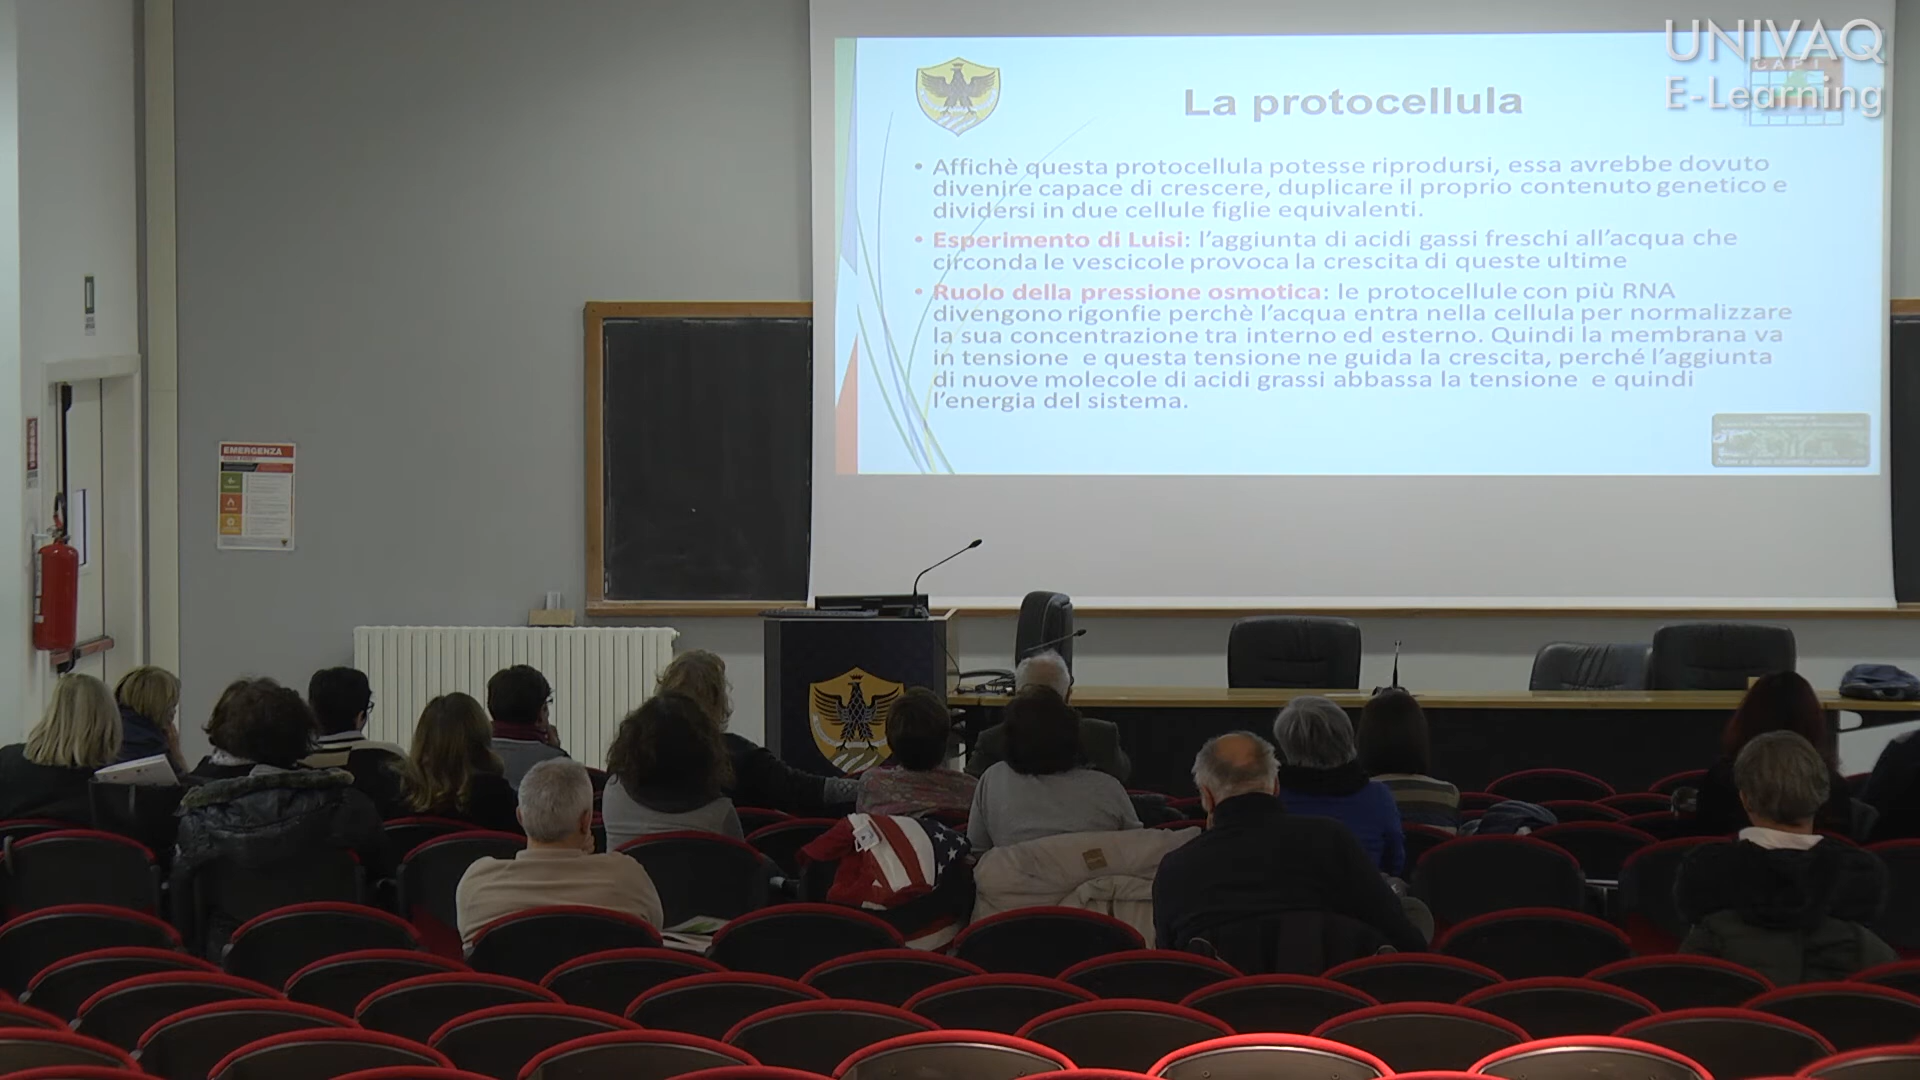 UNIVAQ
E-Learning
CAPI
La protocellula
• Affichè questa protocellula potesse riprodursi, essa avrebbe dovuto
divenire capace di crescere, duplicare il proprio contenuto genetico e
dividersi in due cellule figlie equivalenti.
• Esperimento di Luisi: l’aggiunta di acidi gassi freschi all’acqua che
circonda le vescicole provoca la crescita di queste ultime
• Ruolo della pressione osmotica: le protocellule con più RNA
divengono rigonfie perchè l’acqua entra nella cellula per normalizzare
la sua concentrazione tra interno ed esterno. Quindi la membrana va
in tensione e questa tensione ne guida la crescita, perché l’aggiunta
di nuove molecole di acidi grassi abbassa la tensione e quindi
l’energia del sistema.
EMERGENZA